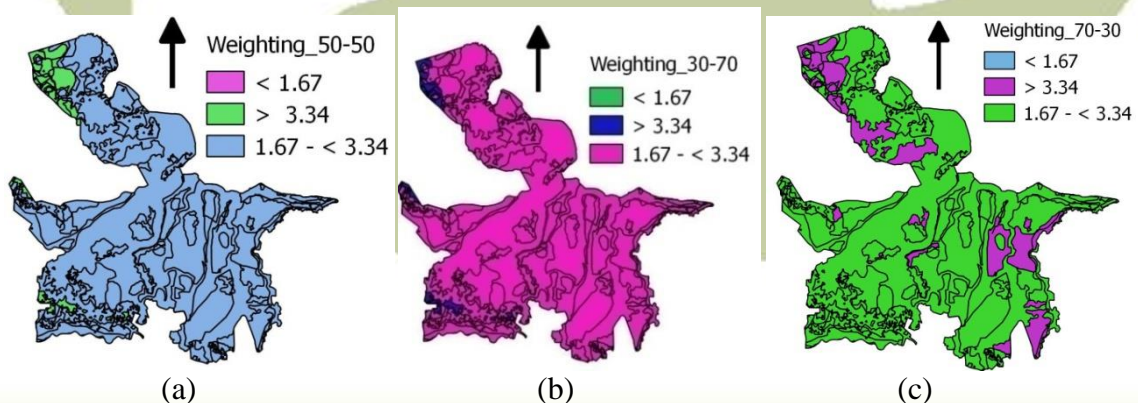 Weighting_50-50
< 1.67
> 3.34
1.67 - < 3.34
(a)
Weighting_30-70
< 1.67
> 3.34
1.67 - < 3.34
(b)
Weighting_70-30
< 1.67
> 3.34
1.67 - < 3.34
(c)